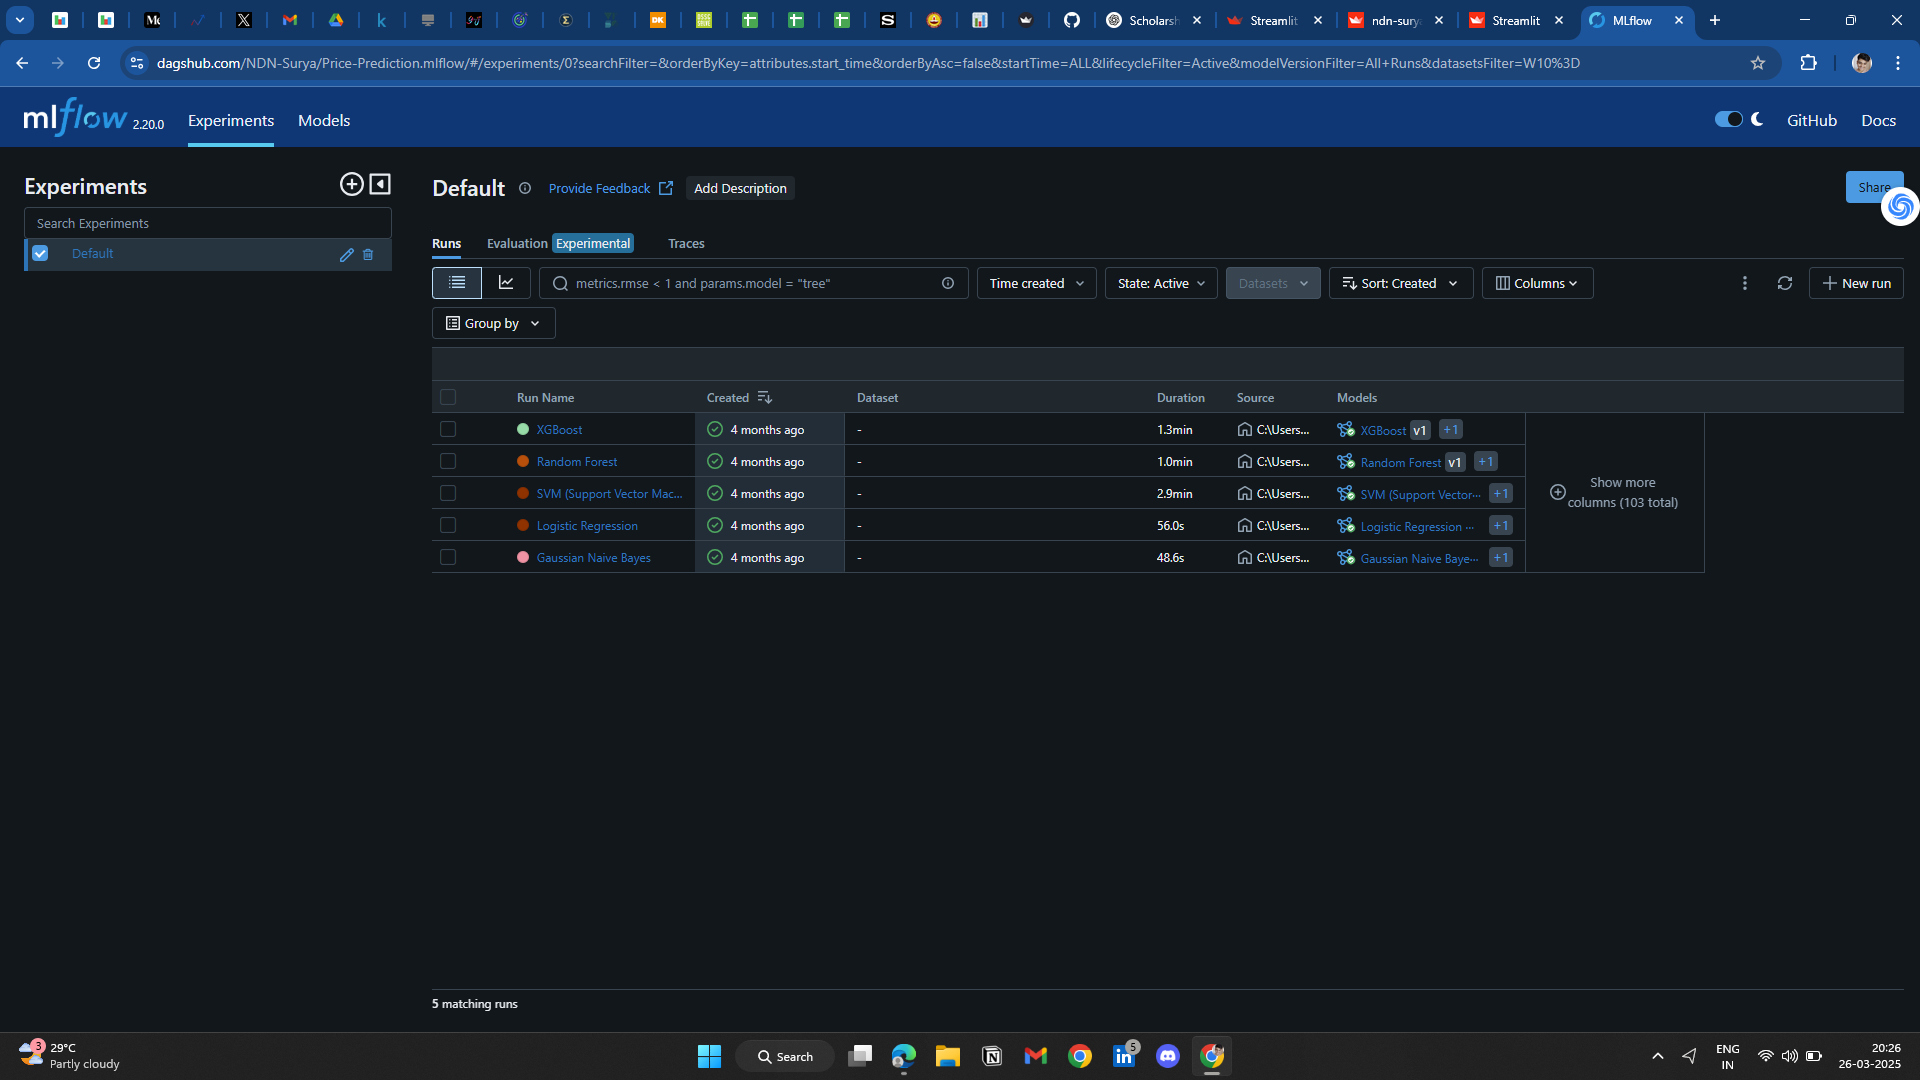 Scholarsh
Streamlit
ndn-surya
Streamlit
MLflow
dagshub.com/NDN-Surya/Price-Prediction.mlflow/#/experiments/0?searchFilter=&orderByKey=attributes.start_time&orderByAsc=false&startTime=ALL&lifecycleFilter=Active&modelVersionFilter=All+Runs&datasetsFilter=W10%3D
mlflow 2.20.0 Experiments Models GitHub Docs
Experiments
Search Experiments
Default
Default Provide Feedback Add Description Share
Runs Evaluation Experimental Traces
metrics.rmse < 1 and params.model = "tree" Time created State: Active Datasets Sort: Created Columns New run
Group by
Run Name Created Dataset Duration Source Models
XGBoost 4 months ago - 1.3min C:\Users... XGBoost v1 +1
Random Forest 4 months ago - 1.0min C:\Users... Random Forest v1 +1
SVM (Support Vector Mac... 4 months ago - 2.9min C:\Users... SVM (Support Vector... +1
Logistic Regression 4 months ago - 56.0s C:\Users... Logistic Regression ... +1
Gaussian Naive Bayes 4 months ago - 48.6s C:\Users... Gaussian Naive Baye... +1
Show more
columns (103 total)
5 matching runs
3
29°C
Partly cloudy
Search
5
ENG
IN
20:26
26-03-2025